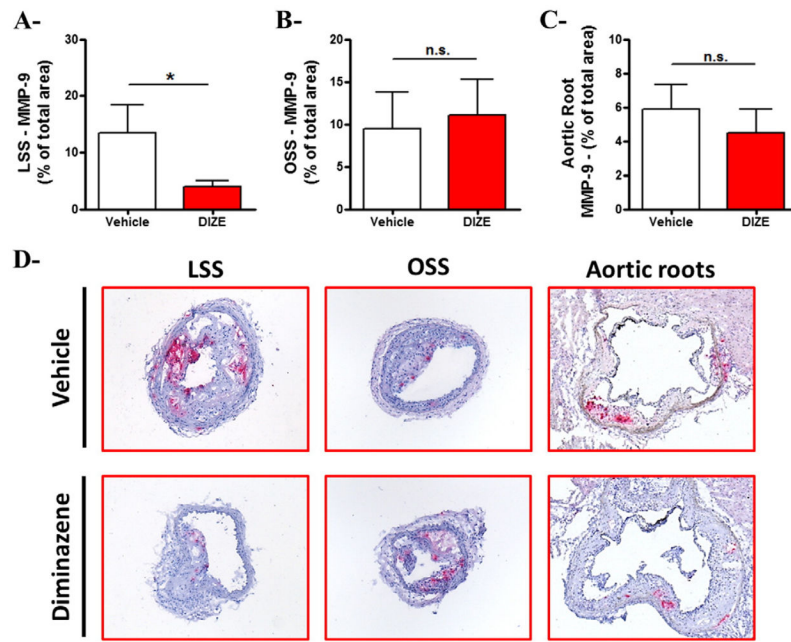 A-
LSS - MMP-9
(% of total area)
30
20
10
0
*
Vehicle
DIZE
B-
OSS - MMP-9
(% of total area)
20
15
10
5
0
n.s.
Vehicle
DIZE
C-
Aortic Root
MMP-9 - (% of total area)
8
6
4
2
0
n.s.
Vehicle
DIZE
D-
LSS
OSS
Aortic roots
Vehicle
Diminazene